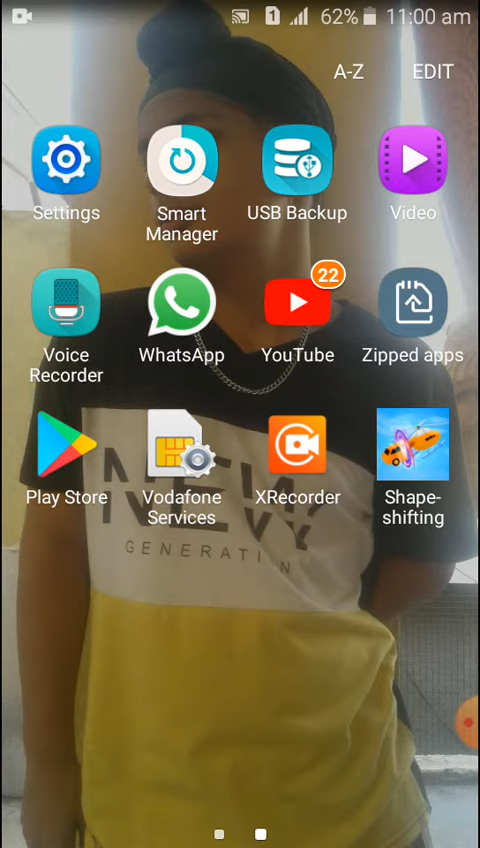 1 62% 11:00 am
A-Z EDIT
Settings
Smart
Manager
USB Backup
Video
22
Voice
Recorder
WhatsApp
YouTube
Zipped apps
Play Store
Vodafone
Services
XRecorder
Shape-
shifting
GENERATI N